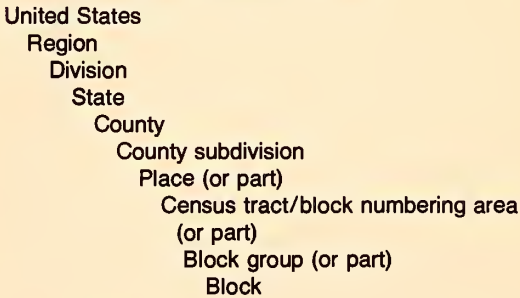 United States
Region
Division
State
County
County subdivision
Place (or part)
Census tract/block numbering area
(or part)
Block group (or part)
Block